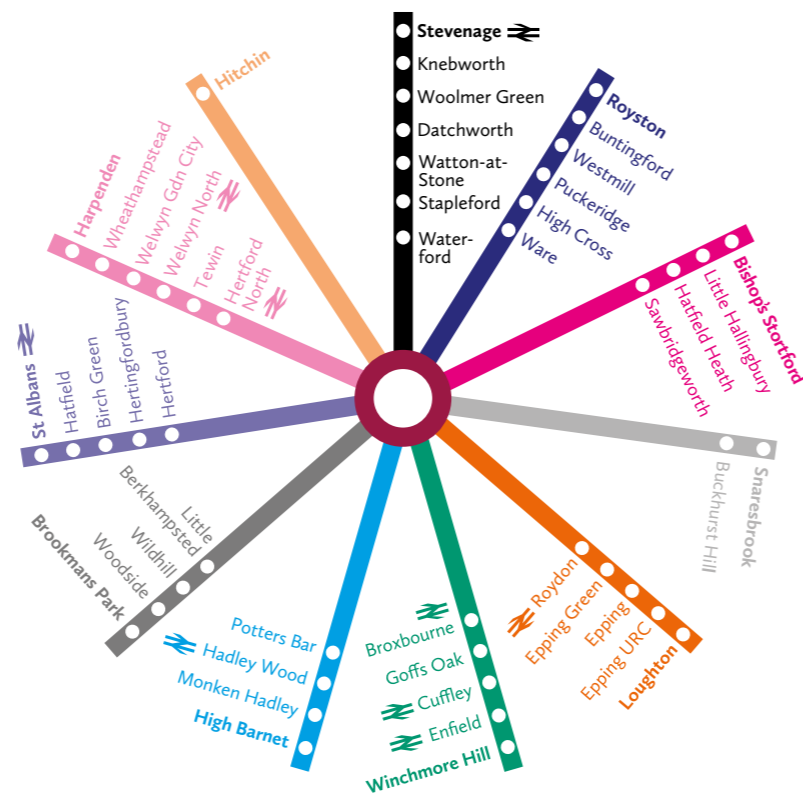 Stevenage
Knebworth
Woolmer Green
Datchworth
Watton-at-
Stone
Stapleford
Water-
ford
Royston
Buntingford
Westmill
Puckeridge
High Cross
Ware
Bishop's Stortford
Little Hallingbury
Hatfield Heath
Sawbridgeworth
Snaresbrook
Buckhurst Hill
Roydon
Epping Green
Epping
Epping URC
Loughton
Broxbourne
Goffs Oak
Cuffley
Enfield
Winchmore Hill
Potters Bar
Hadley Wood
Monken Hadley
High Barnet
Little
Berkhampsted
Wildhill
Woodside
Brookmans Park
St Albans
Hatfield
Birch Green
Hertingfordbury
Hertford
Harpenden
Wheathampstead
Welwyn Gdn City
Welwyn North
Tewin
Hertford
North
Hitchin